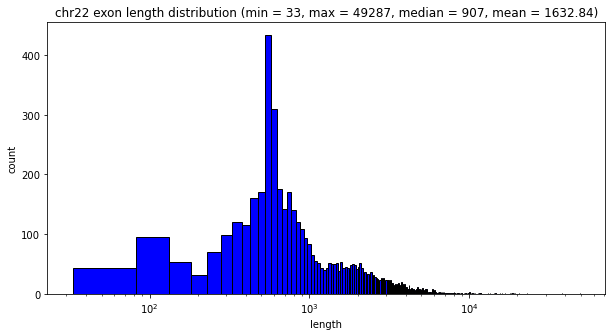 chr22 exon length distribution (min = 33, max = 49287, median = 907, mean = 1632.84)
400
300
200
100
0
count
10² 10³ 10⁴
length